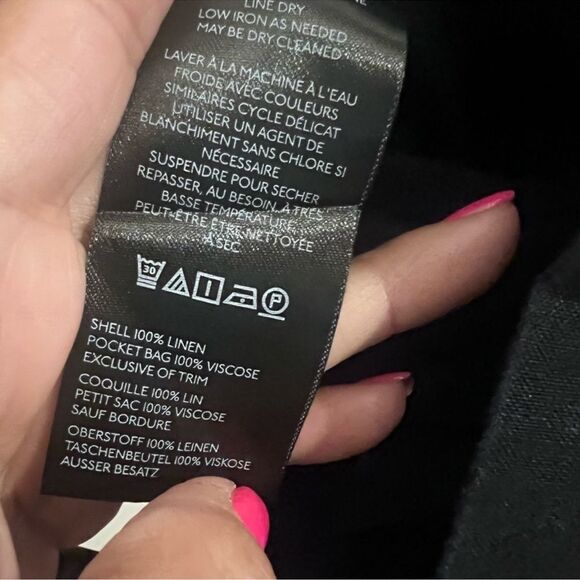 LINE DRY
LOW IRON AS NEEDED
MAY BE DRY CLEANED
LAVER À LA MACHINE À L'EAU
FROIDE AVEC COULEURS
SIMILAIRES CYCLE DÉLICAT
UTILISER UN AGENT DE
BLANCHIMENT SANS CHLORE SI
NÉCESSAIRE
SUSPENDRE POUR SECHER
REPASSER, AU BESOIN, À TRÈS
BASSE TEMPÉRATURE
PEUT-ÊTRE ÊTRE NETTOYÉE
À SEC
30
P
SHELL 100% LINEN
POCKET BAG 100% VISCOSE
EXCLUSIVE OF TRIM
COQUILLE 100% LIN
PETIT SAC 100% VISCOSE
SAUF BORDURE
OBERSTOFF 100% LEINEN
TASCHENBEUTEL 100% VISKOSE
AUSSER BESATZ